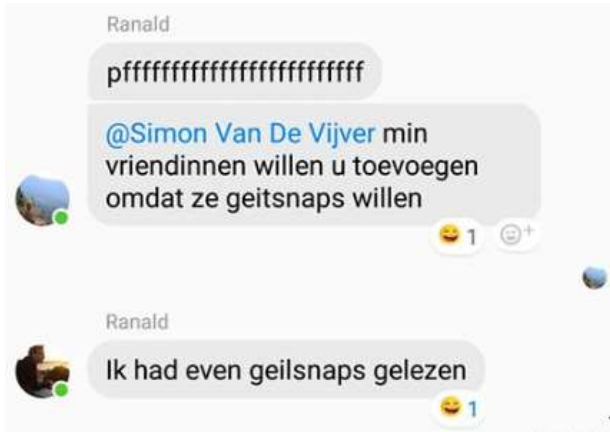 Ranald
pffffffffffffffffffffffffff
@Simon Van De Vijver min
vriendinnen willen u toevoegen
omdat ze geitsnaps willen
1
Ranald
Ik had even geilsnaps gelezen
1